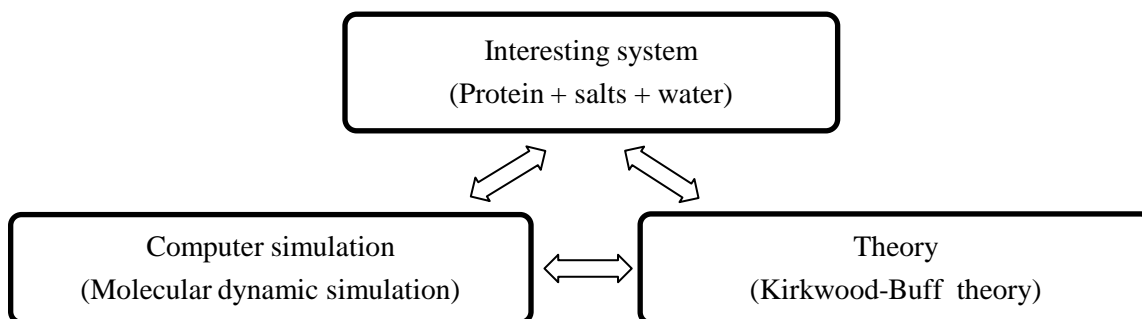 Interesting system
(Protein + salts + water)
Computer simulation
(Molecular dynamic simulation)
Theory
(Kirkwood-Buff theory)